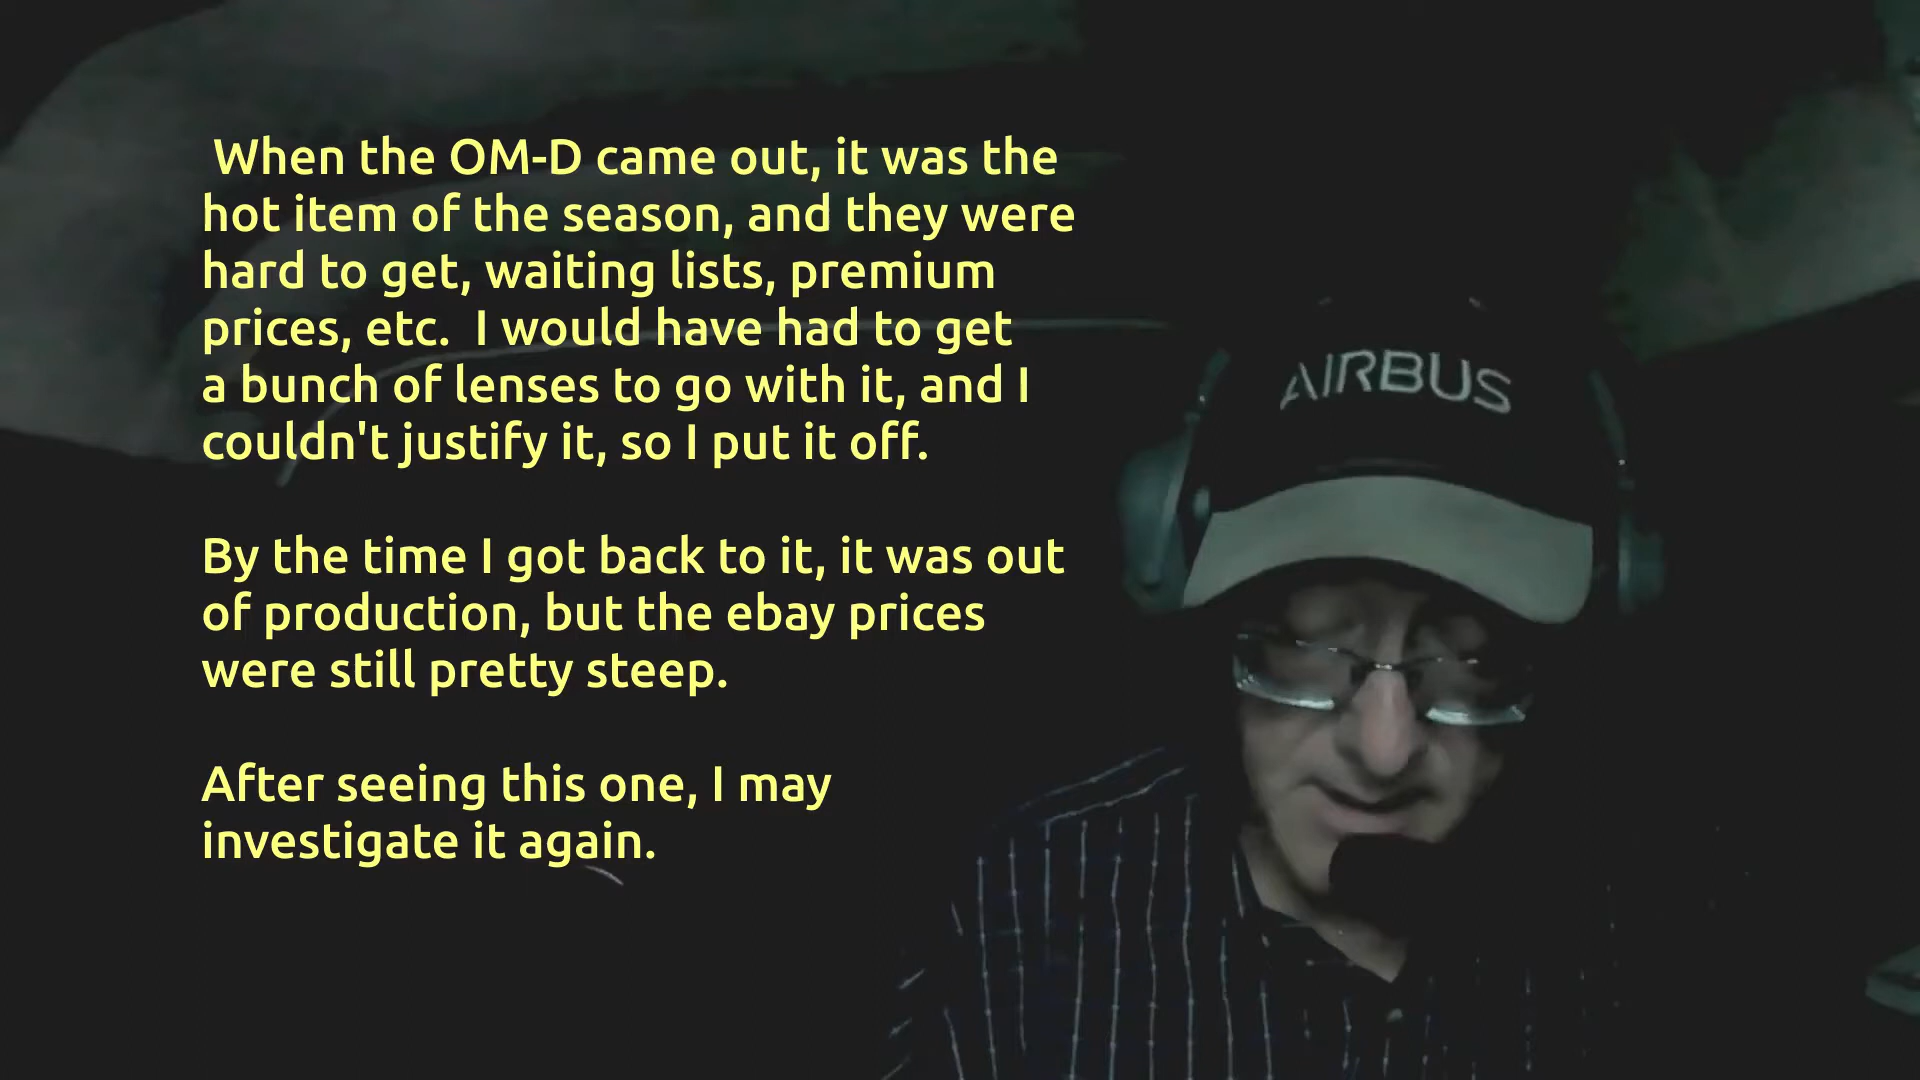 When the OM-D came out, it was the
hot item of the season, and they were
hard to get, waiting lists, premium
prices, etc.  I would have had to get
a bunch of lenses to go with it, and I
couldn't justify it, so I put it off.
By the time I got back to it, it was out
of production, but the ebay prices
were still pretty steep.
After seeing this one, I may
investigate it again.
AIRBUS